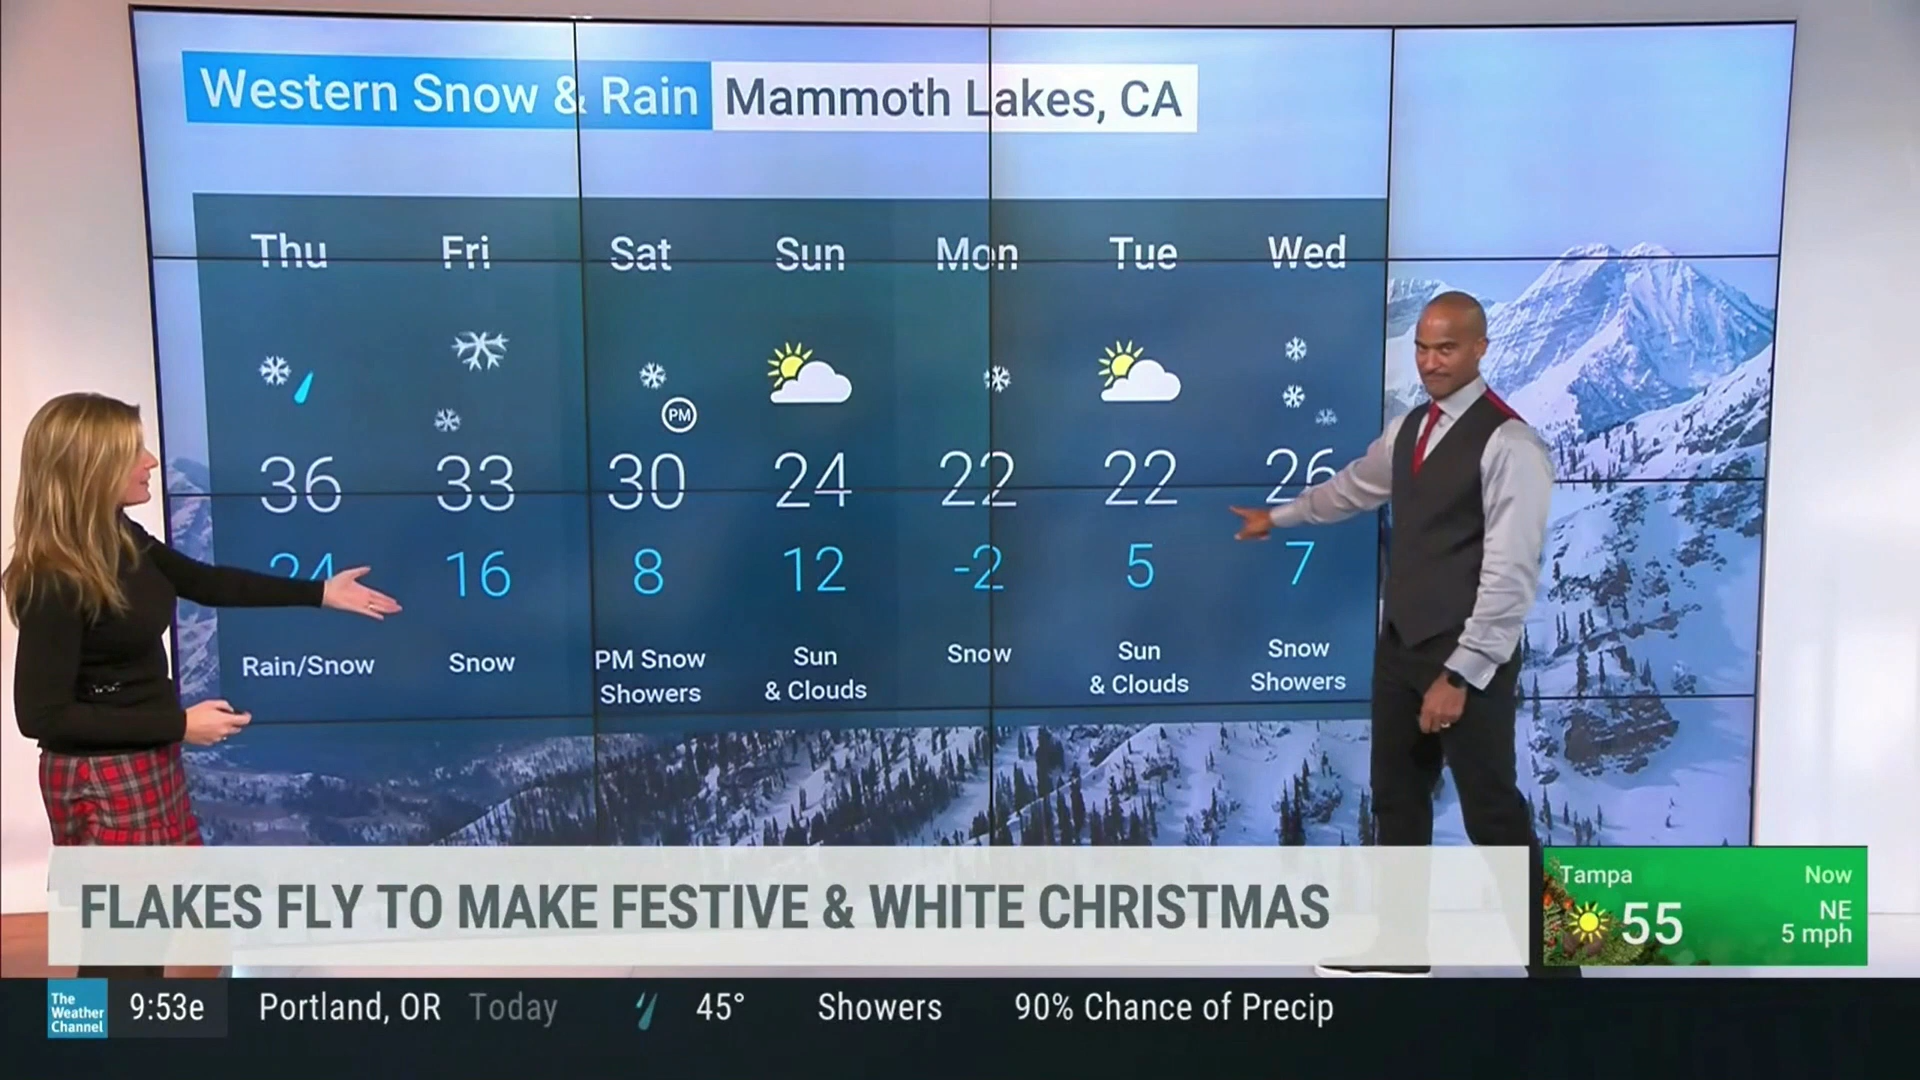 Western Snow & Rain Mammoth Lakes, CA
Thu Fri Sat Sun Mon Tue Wed
PM
36 33 30 24 22 22 26
24 16 8 12 -2 5 7
Rain/Snow Snow PM Snow Showers Sun & Clouds Snow Sun & Clouds Snow Showers
FLAKES FLY TO MAKE FESTIVE & WHITE CHRISTMAS
Tampa Now
55 NE
5 mph
The Weather Channel 9:53e Portland, OR Today 45° Showers 90% Chance of Precip